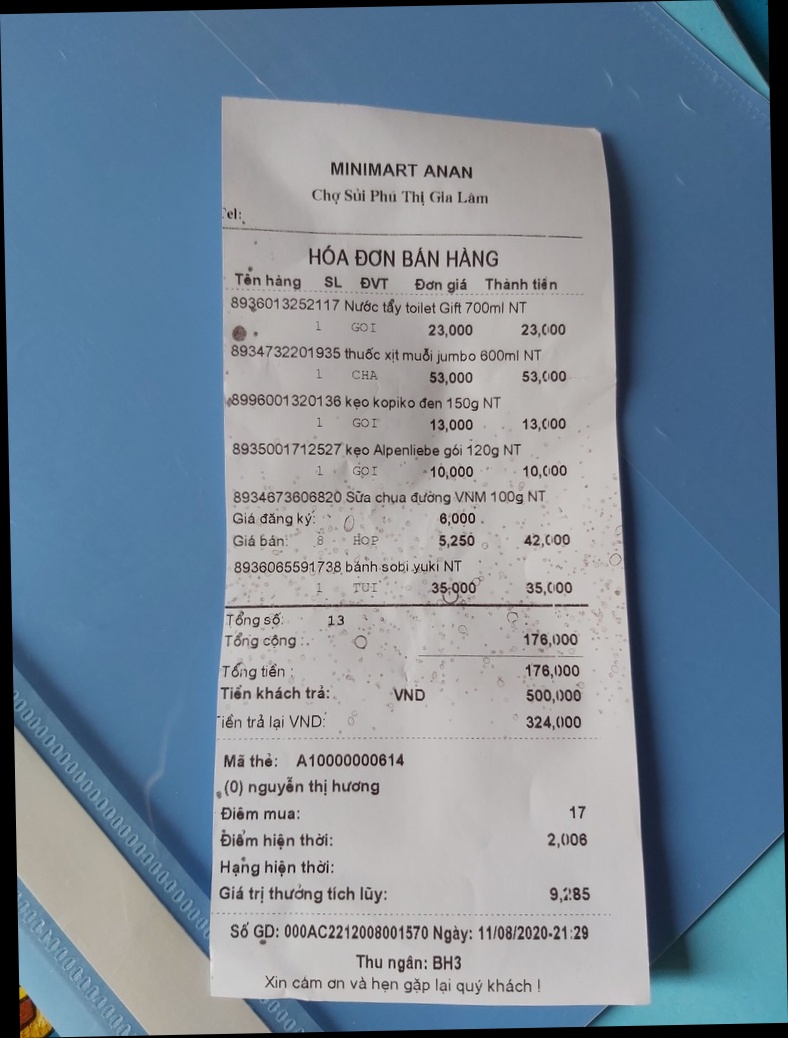 MINIMART ANAN
Chợ Sủi Phú Thị Gia Lâm
Tel:
HÓA ĐƠN BÁN HÀNG
Tên hàng SL ĐVT Đơn giá Thành tiền
8936013252117 Nước tẩy toilet Gift 700ml NT
1 GOI 23,000 23,000
8934732201935 thuốc xịt muỗi jumbo 600ml NT
1 CHA 53,000 53,000
8996001320136 kẹo kopiko đen 150g NT
1 GOI 13,000 13,000
8935001712527 kẹo Alpenliebe gói 120g NT
1 GOI 10,000 10,000
8934673606820 Sữa chua đường VNM 100g NT
Giá đăng ký: 6,000
Giá bán: 8 HOP 5,250 42,000
8936065591738 bánh sobi yuki NT
1 TUI 35,000 35,000
Tổng số: 13
Tổng cộng : 176,000
Tổng tiền : 176,000
Tiền khách trả: VND 500,000
Tiền trả lại VND: 324,000
Mã thẻ: A10000000614
(0) nguyễn thị hương
Điểm mua: 17
Điểm hiện thời: 2,006
Hạng hiện thời:
Giá trị thưởng tích lũy: 9,285
Số GD: 000AC2212008001570 Ngày: 11/08/2020-21:29
Thu ngân: BH3
Xin cám ơn và hẹn gặp lại quý khách !